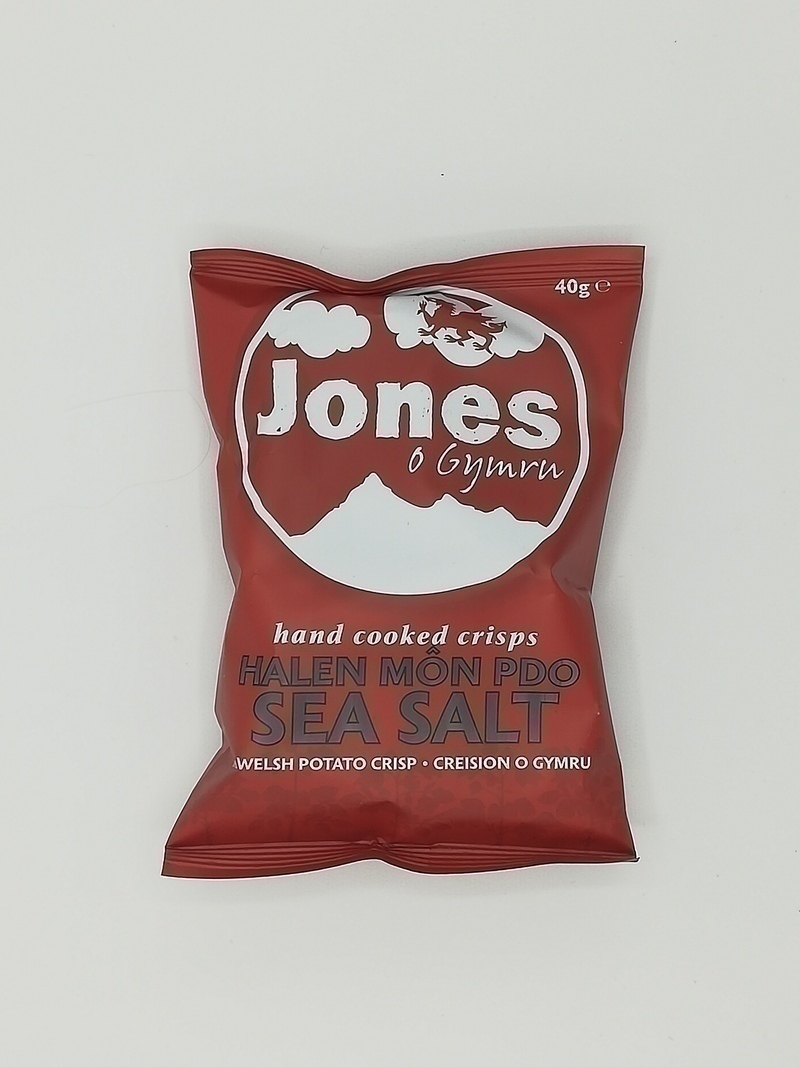 40g ℮
Jones
o Gymru
hand cooked crisps
HALEN MÔN PDO
SEA SALT
WELSH POTATO CRISP • CREISION O GYMRU